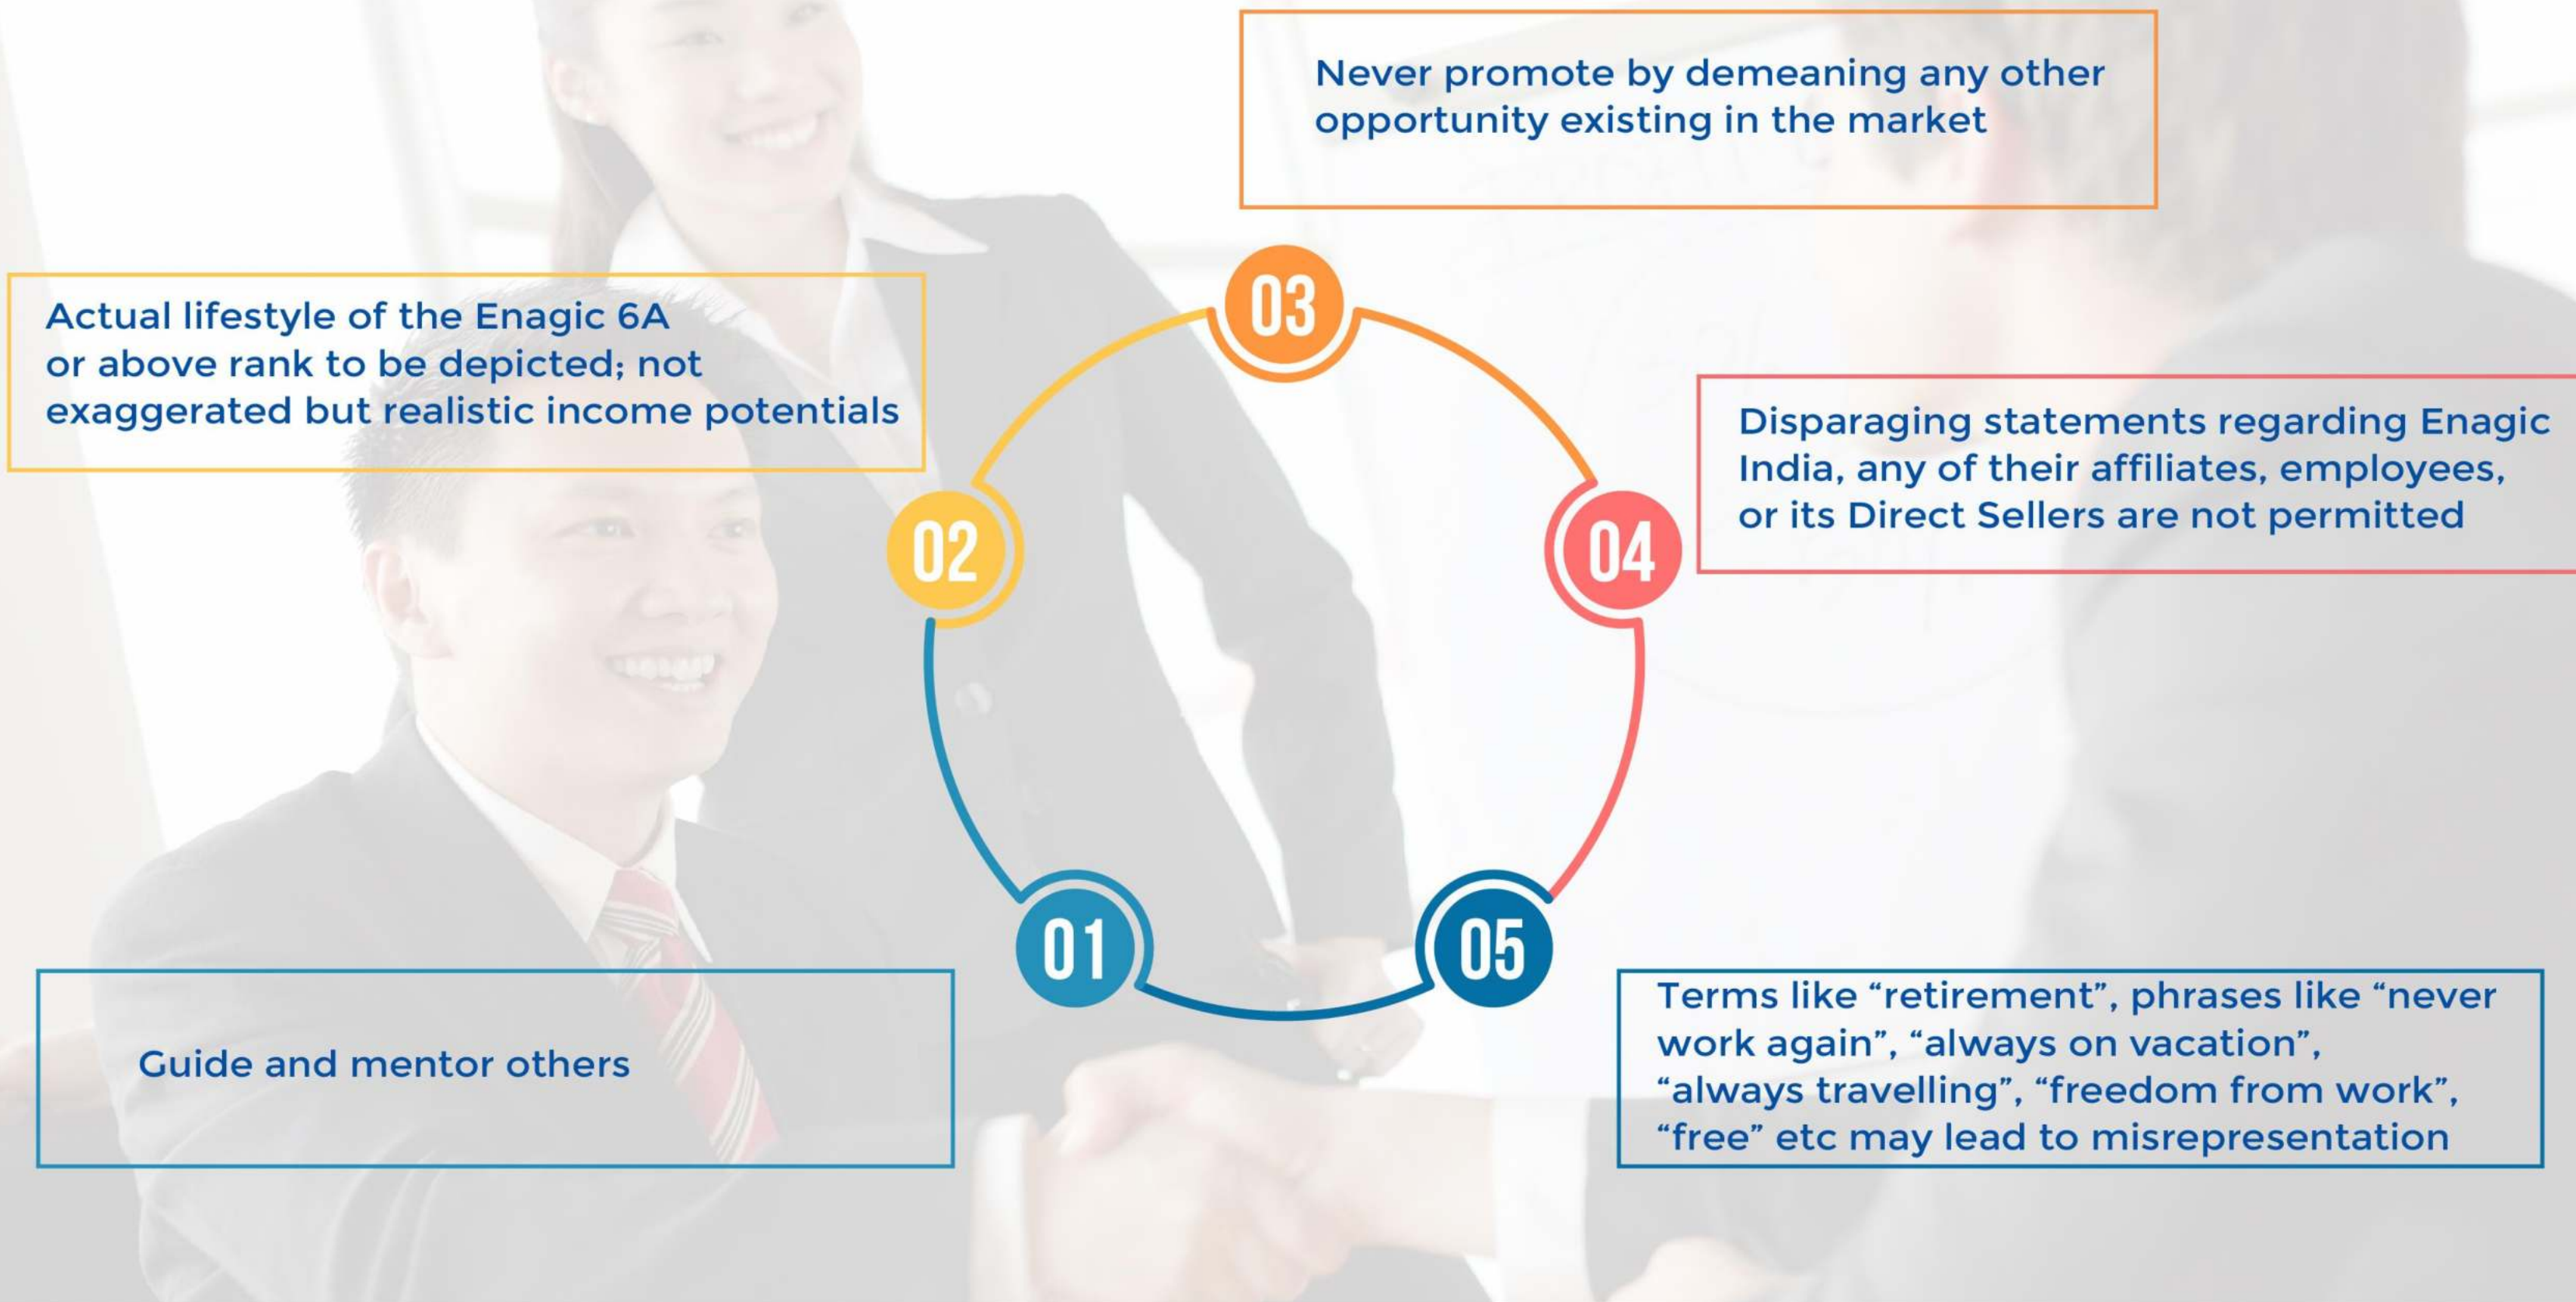 01
Guide and mentor others
02
Actual lifestyle of the Enagic 6A
or above rank to be depicted; not
exaggerated but realistic income potentials
03
Never promote by demeaning any other
opportunity existing in the market
04
Disparaging statements regarding Enagic
India, any of their affiliates, employees,
or its Direct Sellers are not permitted
05
Terms like “retirement”, phrases like “never
work again”, “always on vacation”,
“always travelling”, “freedom from work”,
“free” etc may lead to misrepresentation